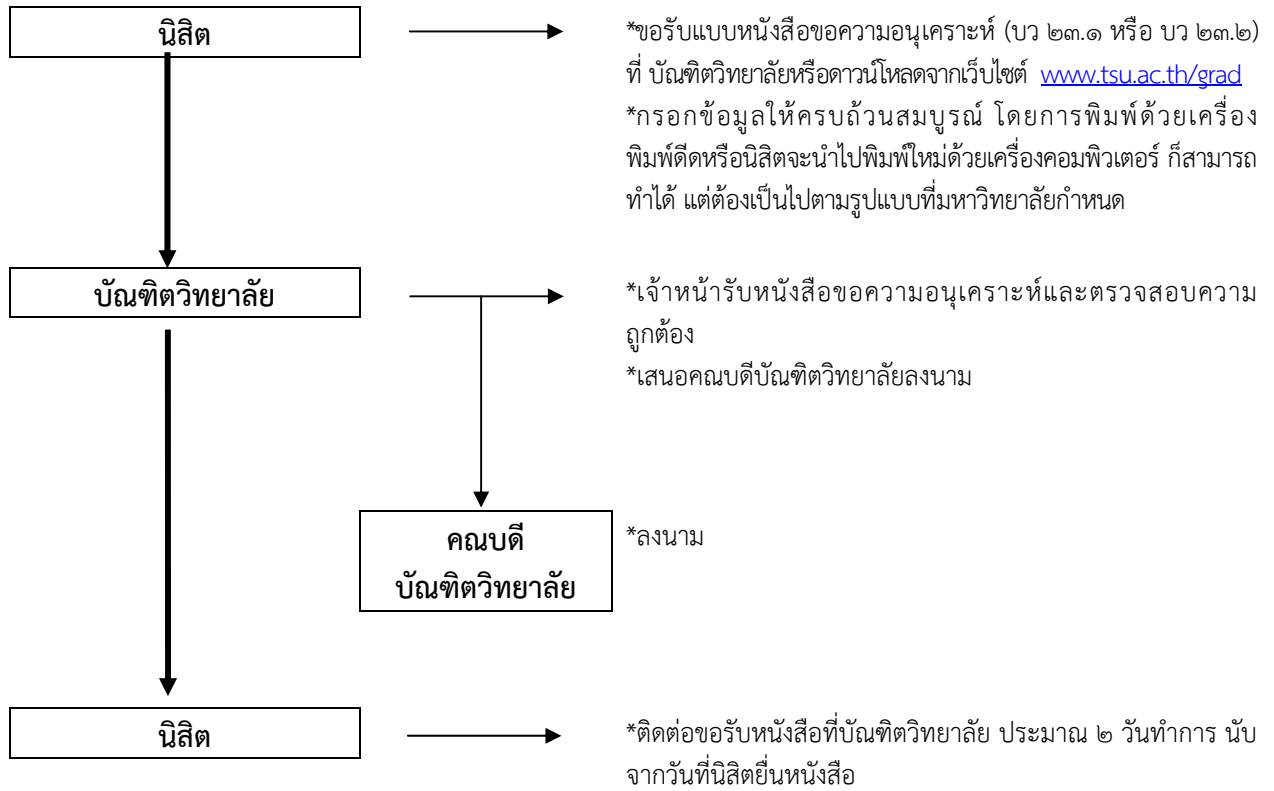 นิสิต
*ขอรับแบบหนังสือขอความอนุเคราะห์ (บว ๒๓.๑ หรือ บว ๒๓.๒)
ที่ บัณฑิตวิทยาลัยหรือดาวน์โหลดจากเว็บไซต์ www.tsu.ac.th/grad
*กรอกข้อมูลให้ครบถ้วนสมบูรณ์ โดยการพิมพ์ด้วยเครื่อง
พิมพ์ดีดหรือนิสิตจะนำไปพิมพ์ใหม่ด้วยเครื่องคอมพิวเตอร์ ก็สามารถ
ทำได้ แต่ต้องเป็นไปตามรูปแบบที่มหาวิทยาลัยกำหนด
บัณฑิตวิทยาลัย
*เจ้าหน้ารับหนังสือขอความอนุเคราะห์และตรวจสอบความ
ถูกต้อง
*เสนอคณบดีบัณฑิตวิทยาลัยลงนาม
คณบดี
บัณฑิตวิทยาลัย
*ลงนาม
นิสิต
*ติดต่อขอรับหนังสือที่บัณฑิตวิทยาลัย ประมาณ ๒ วันทำการ นับ
จากวันที่นิสิตยื่นหนังสือ